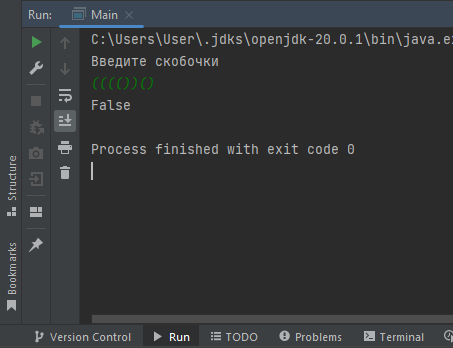 Run: Main
C:\Users\User\.jdks\openjdk-20.0.1\bin\java.e
Введите скобочки
(((())()
False
Process finished with exit code 0
Structure
Bookmarks
Version Control Run TODO Problems Terminal